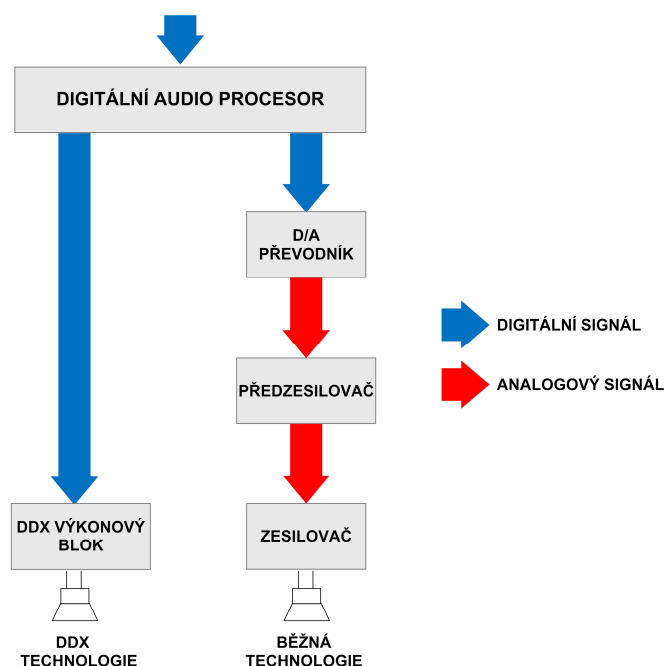 DIGITÁLNÍ AUDIO PROCESOR
D/A
PŘEVODNÍK
DIGITÁLNÍ SIGNÁL
PŘEDZESILOVAČ
ANALOGOVÝ SIGNÁL
DDX VÝKONOVÝ
BLOK
ZESILOVAČ
DDX
TECHNOLOGIE
BĚŽNÁ
TECHNOLOGIE